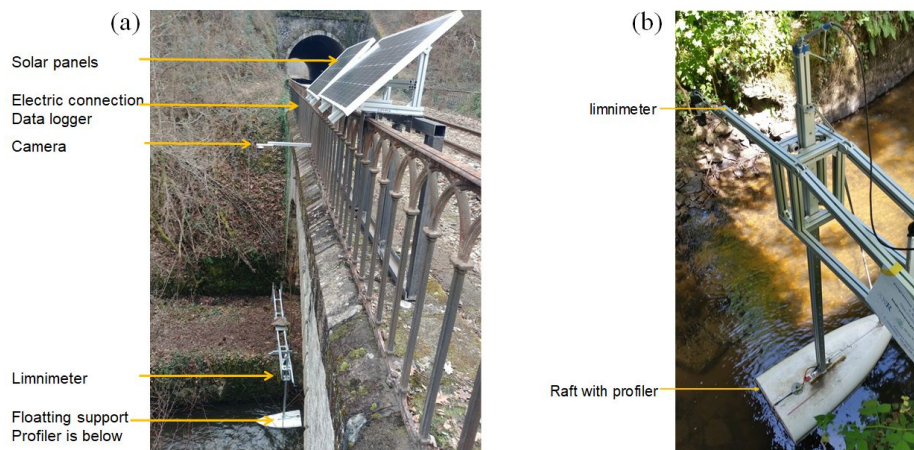 (a)
Solar panels
Electric connection
Data logger
Camera
Limnimeter
Floatting support
Profiler is below
(b)
limnimeter
Raft with profiler